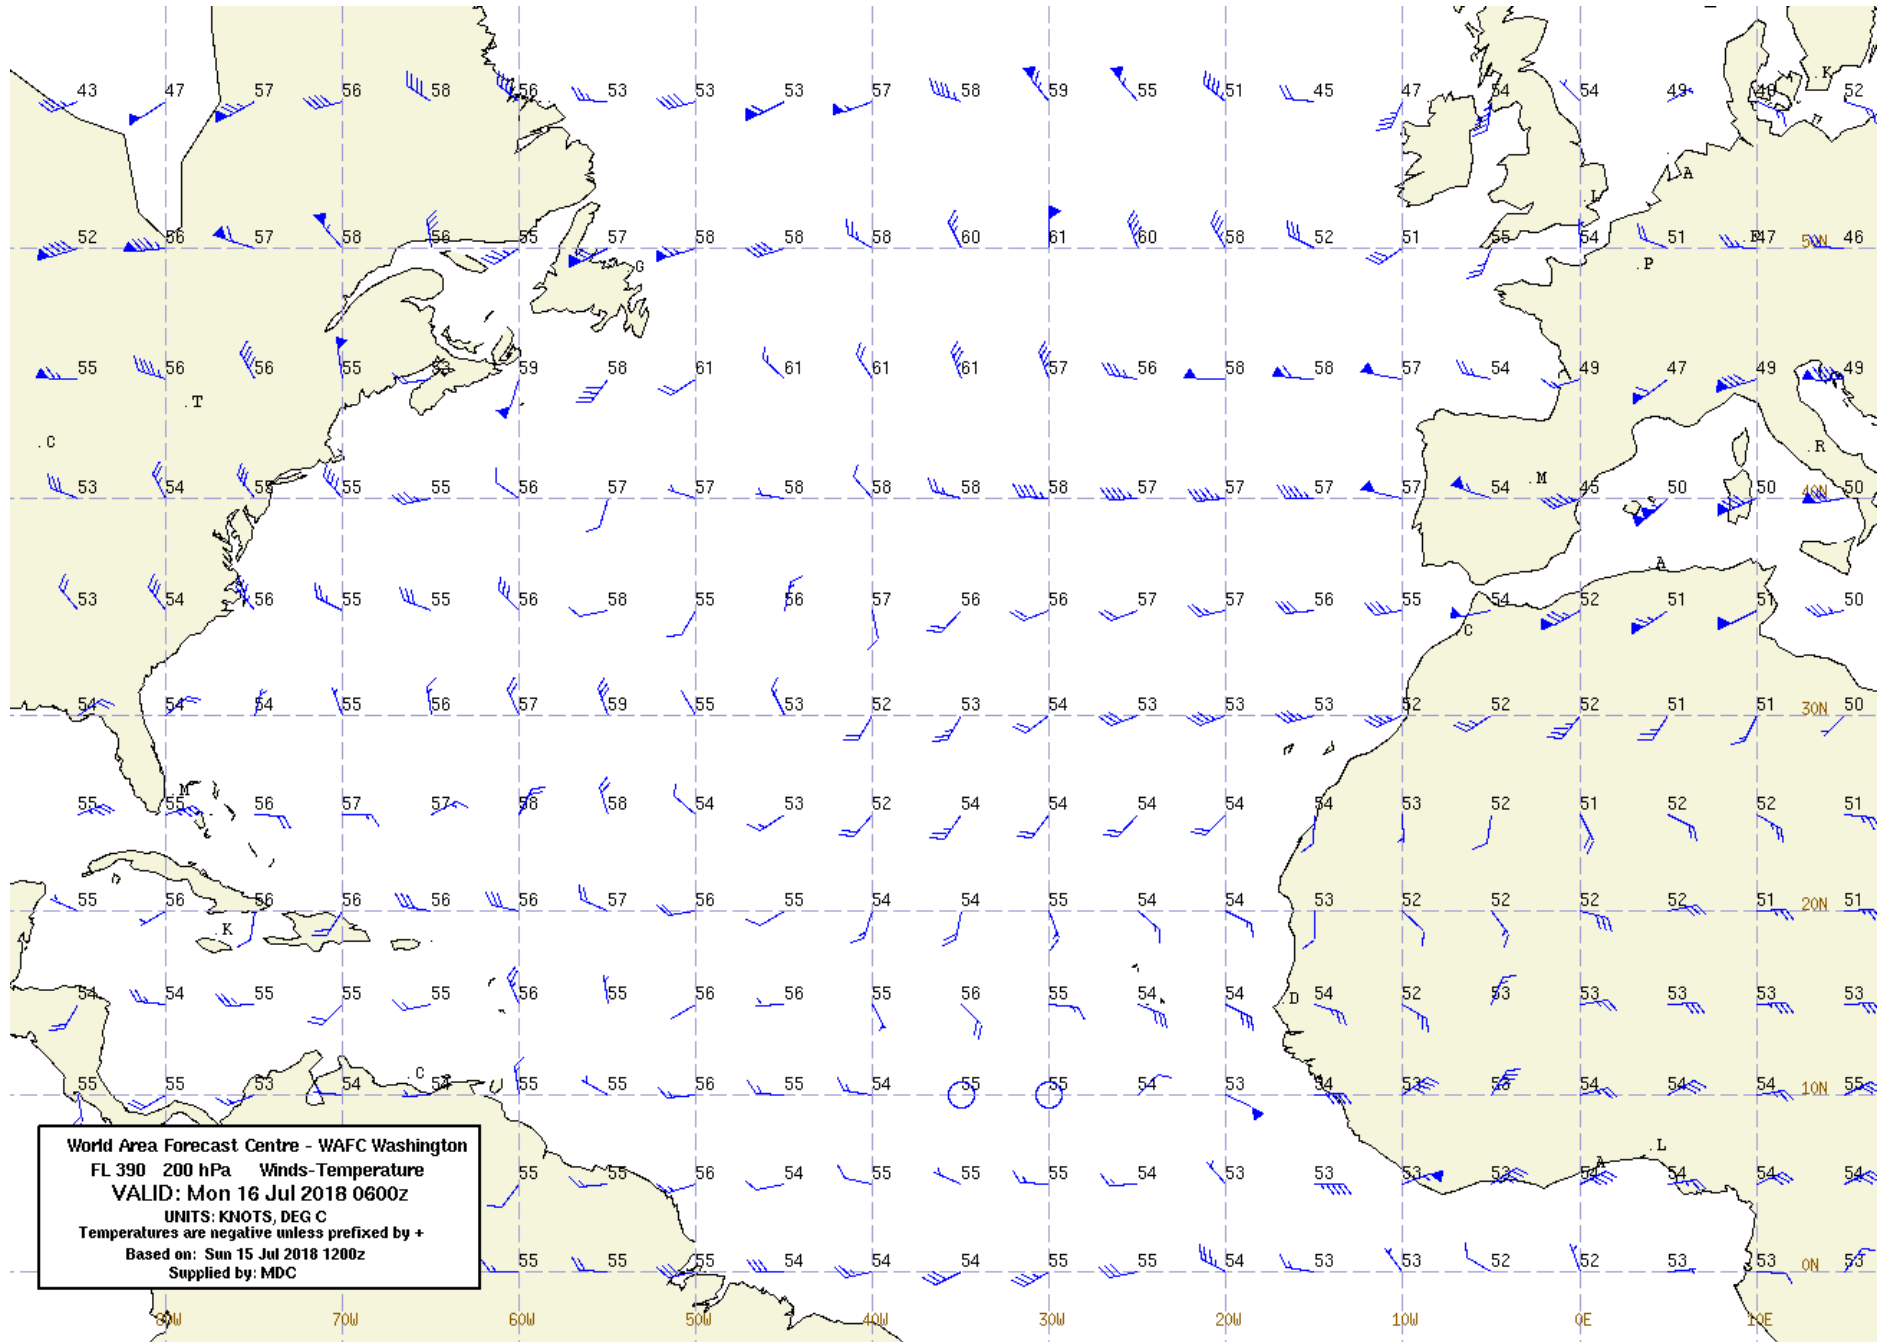 43 47 57 56 58 56 53 53 53 57 58 59 55 51 45 47 54 54 49 40 52
K
A
L
52 56 57 58 56 55 57 58 58 58 60 61 60 58 52 51 55 54 51 47 46
50N
G
P
55 56 56 55 53 59 58 61 61 61 61 57 56 58 58 57 54 49 47 49 49
T
C
R
M
53 54 55 55 55 56 57 57 58 58 58 58 57 57 57 57 54 45 50 50 50
40N
S
A
53 54 56 55 55 56 58 55 56 57 56 56 57 57 56 55 54 52 51 51 50
C
54 54 54 55 56 57 59 55 53 52 53 54 53 53 53 52 52 52 51 51 50
30N
M
55 55 56 57 57 58 58 54 53 52 54 54 54 54 54 53 52 51 52 52 51
55 56 56 56 56 56 57 56 55 54 54 55 54 54 53 52 52 52 52 51 51
20N
K
54 54 55 55 55 56 55 56 56 55 56 55 54 54 54 52 53 53 53 53 53
D
C
55 55 53 54 54 55 55 56 55 54 55 55 54 53 54 53 53 54 54 54 55
10N
L
A
55 55 56 54 55 55 55 55 53 53 53 53 54 54 54 54
55 55 55 54 54 54 54 55 54 53 53 52 52 53 53 53
0N
World Area Forecast Centre - WAFC Washington
FL 390 200 hPa Winds-Temperature
VALID: Mon 16 Jul 2018 0600z
UNITS: KNOTS, DEG C
Temperatures are negative unless prefixed by +
Based on: Sun 15 Jul 2018 1200z
Supplied by: MDC
80W 70W 60W 50W 40W 30W 20W 10W 0E 10E